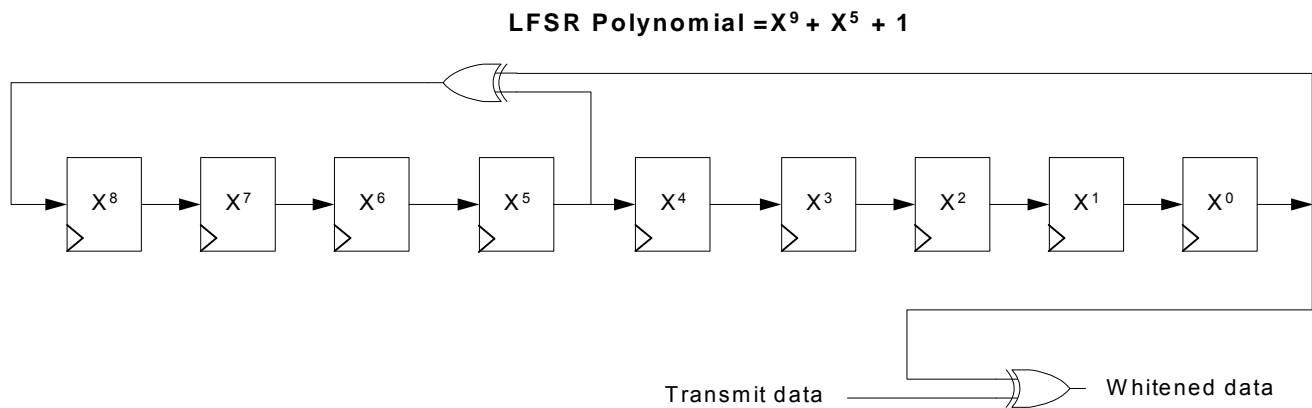 LFSR Polynomial =X⁹ + X⁵ + 1
X⁸ X⁷ X⁶ X⁵ X⁴ X³ X² X¹ X⁰
Transmit data
Whitened data